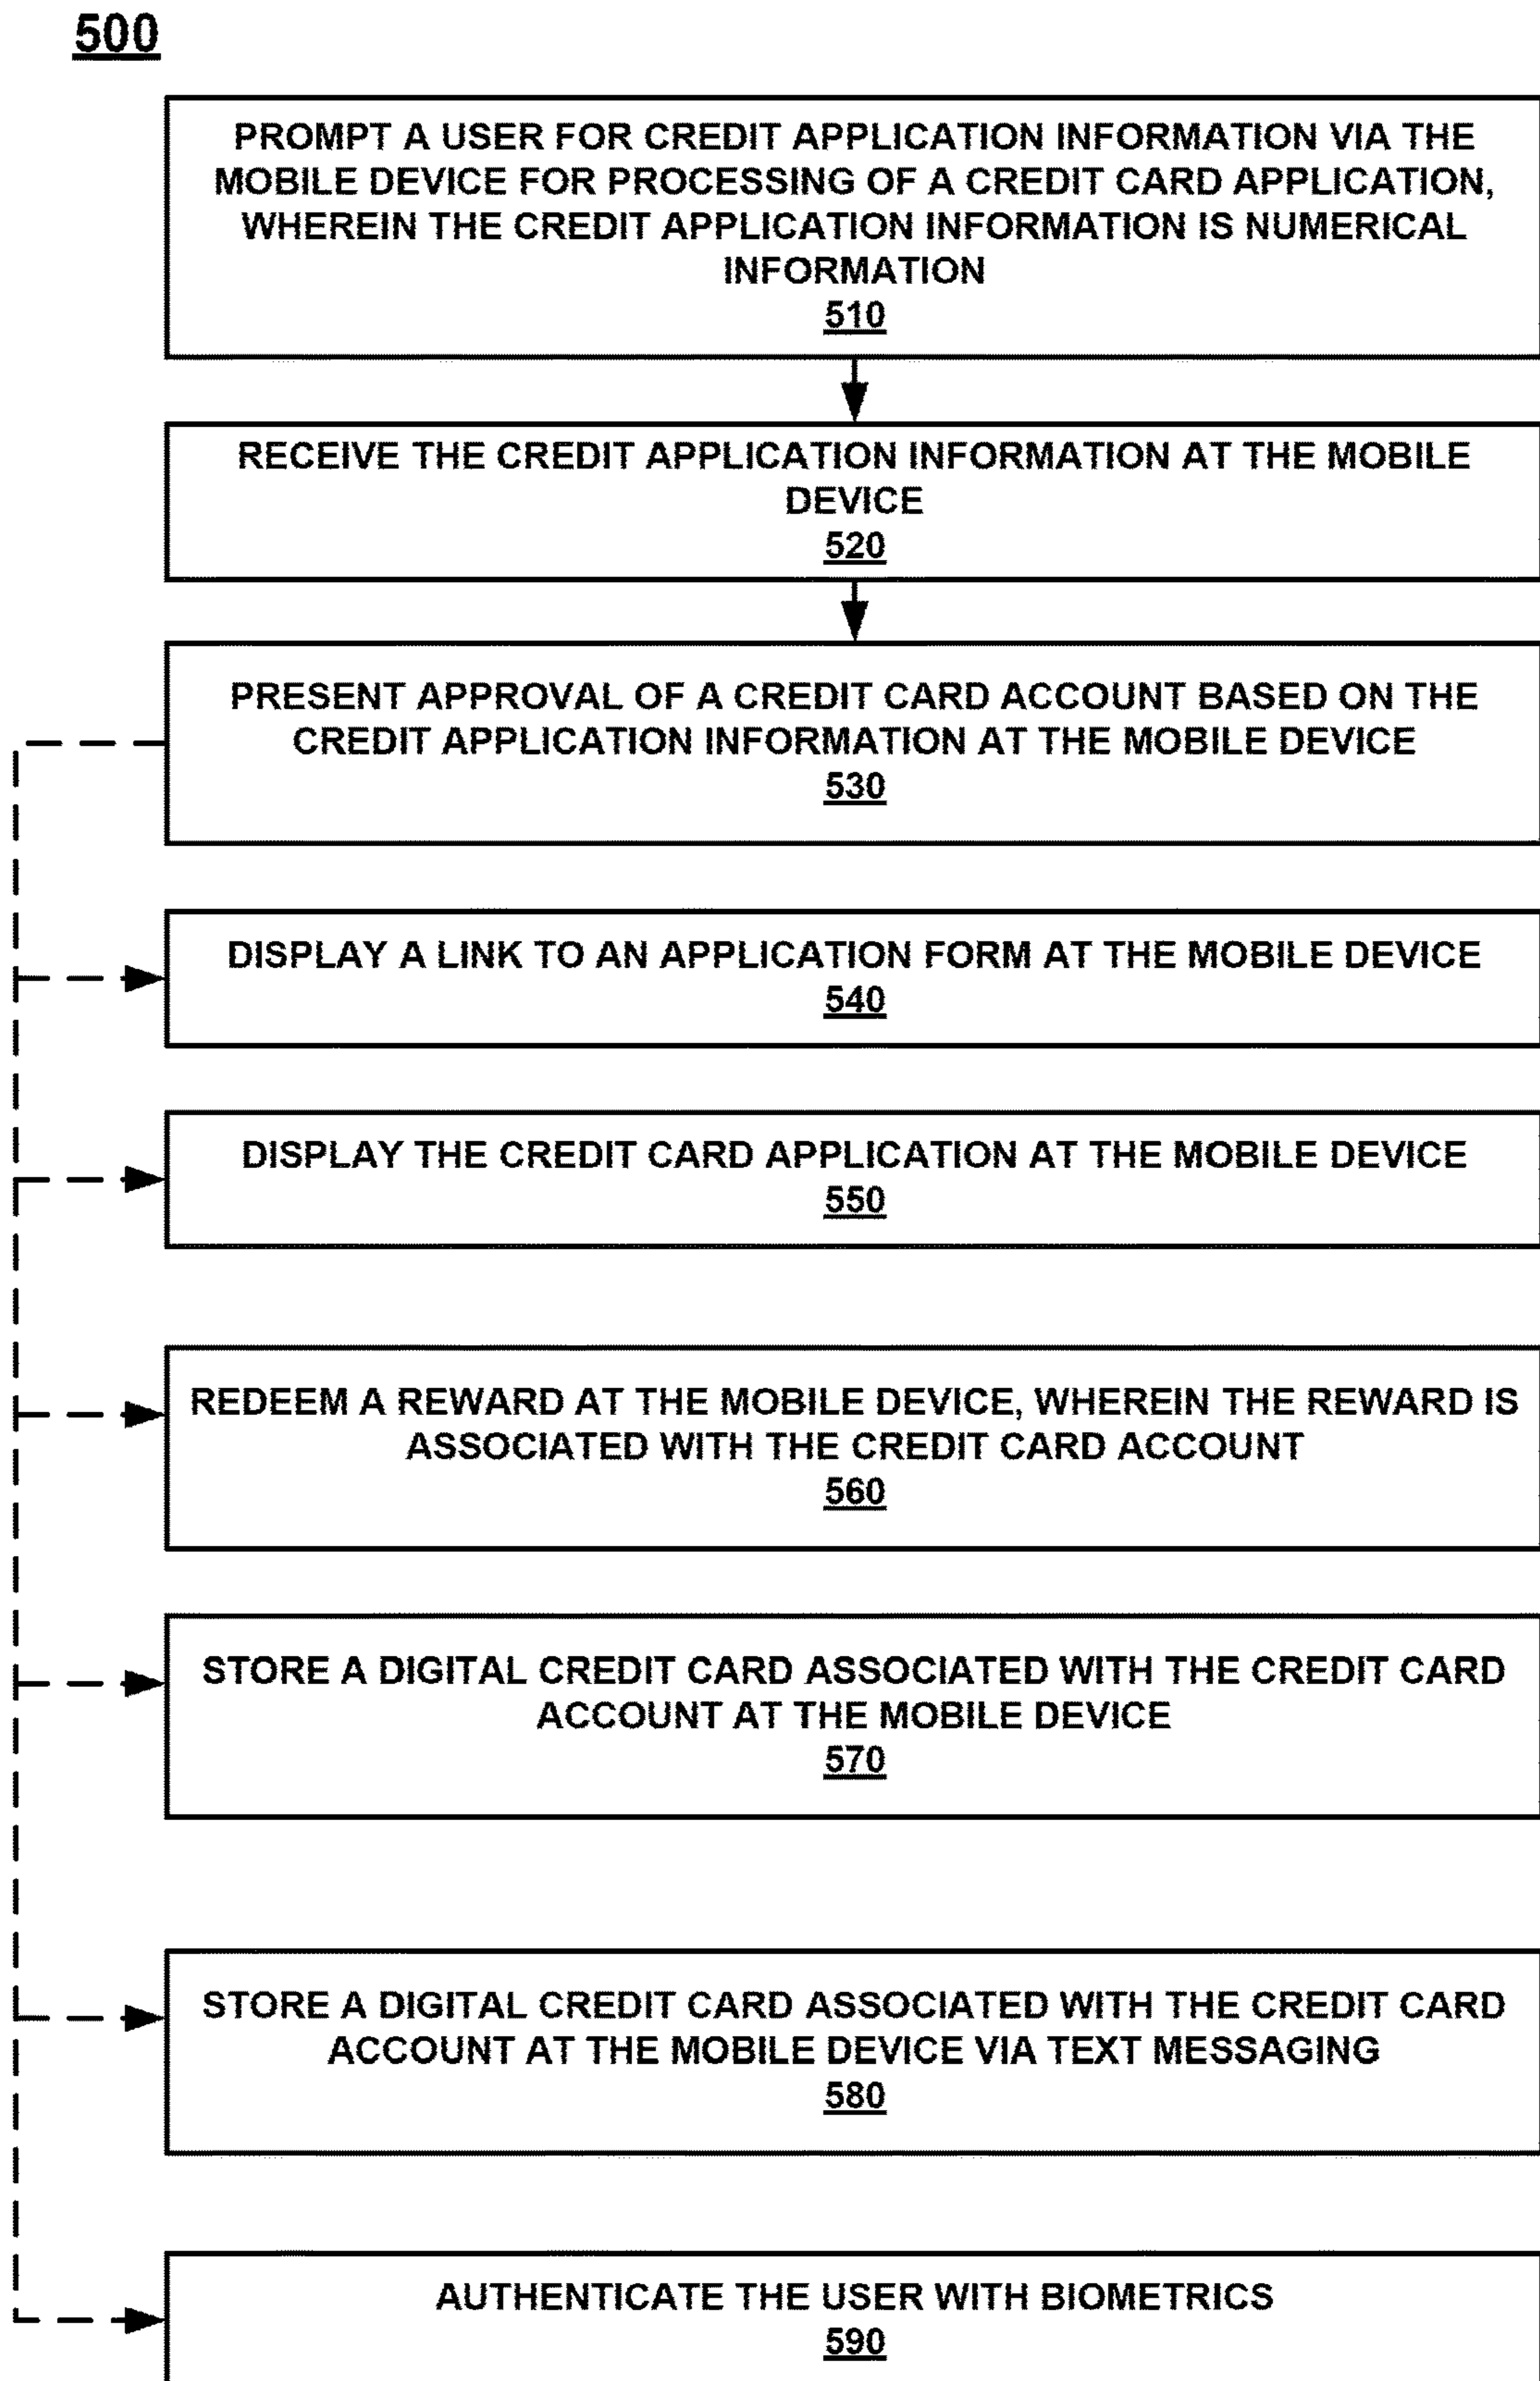 500
PROMPT A USER FOR CREDIT APPLICATION INFORMATION VIA THE
MOBILE DEVICE FOR PROCESSING OF A CREDIT CARD APPLICATION,
WHEREIN THE CREDIT APPLICATION INFORMATION IS NUMERICAL
INFORMATION
510
RECEIVE THE CREDIT APPLICATION INFORMATION AT THE MOBILE
DEVICE
520
PRESENT APPROVAL OF A CREDIT CARD ACCOUNT BASED ON THE
CREDIT APPLICATION INFORMATION AT THE MOBILE DEVICE
530
DISPLAY A LINK TO AN APPLICATION FORM AT THE MOBILE DEVICE
540
DISPLAY THE CREDIT CARD APPLICATION AT THE MOBILE DEVICE
550
REDEEM A REWARD AT THE MOBILE DEVICE, WHEREIN THE REWARD IS
ASSOCIATED WITH THE CREDIT CARD ACCOUNT
560
STORE A DIGITAL CREDIT CARD ASSOCIATED WITH THE CREDIT CARD
ACCOUNT AT THE MOBILE DEVICE
570
STORE A DIGITAL CREDIT CARD ASSOCIATED WITH THE CREDIT CARD
ACCOUNT AT THE MOBILE DEVICE VIA TEXT MESSAGING
580
AUTHENTICATE THE USER WITH BIOMETRICS
590